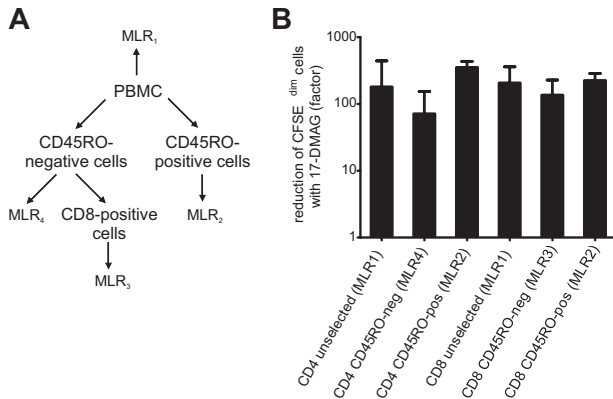 A
MLR1
PBMC
CD45RO-
negative cells
CD45RO-
positive cells
MLR4
CD8-positive
cells
MLR2
MLR3
B
reduction of CFSE dim cells
with 17-DMAG (factor)
1000
100
10
1
CD4 unselected (MLR1)
CD4 CD45RO-neg (MLR4)
CD4 CD45RO-pos (MLR2)
CD8 unselected (MLR1)
CD8 CD45RO-neg (MLR3)
CD8 CD45RO-pos (MLR2)